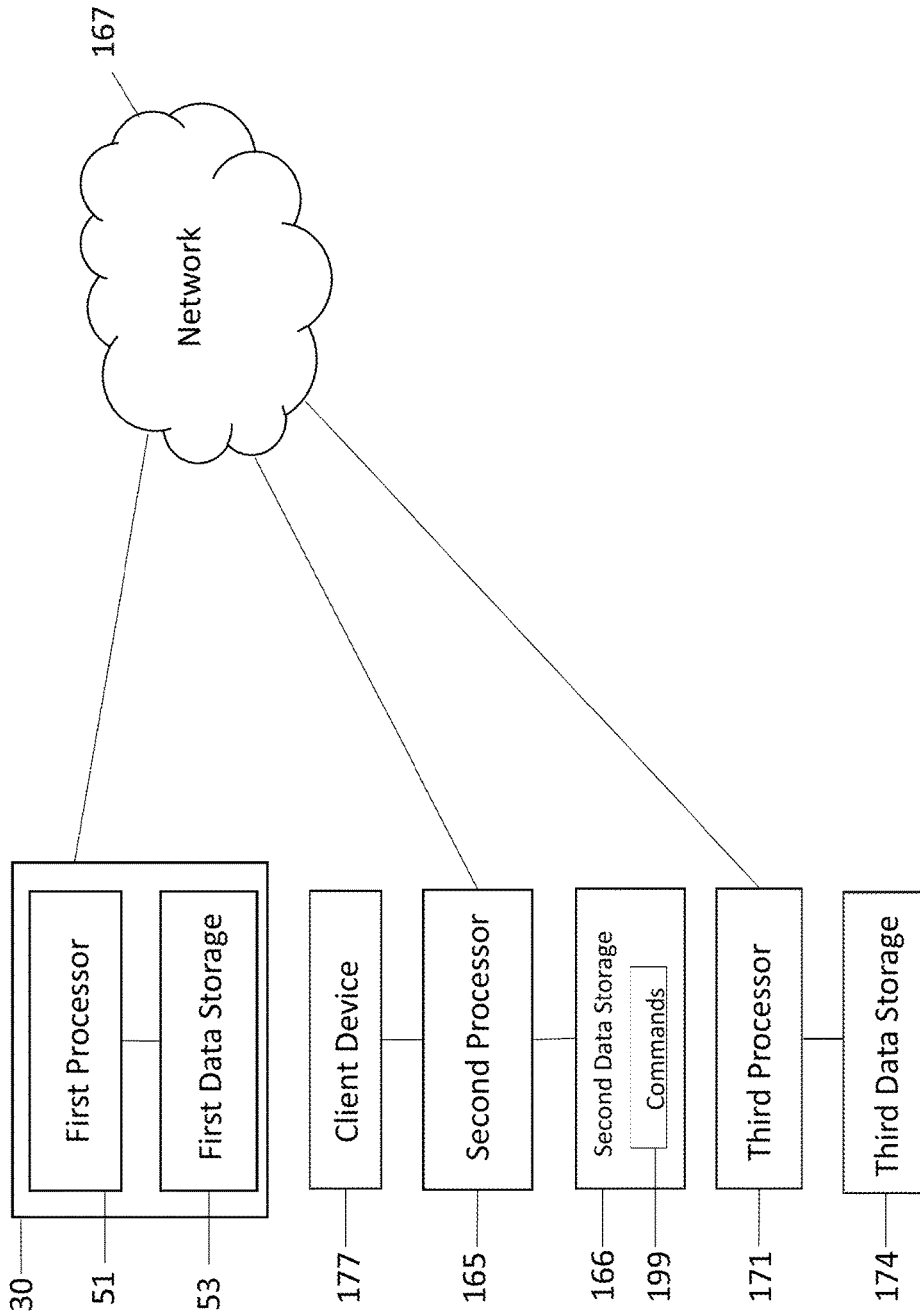 30
51
First Processor
53
First Data Storage
177
Client Device
165
Second Processor
166
Second Data Storage
199
Commands
171
Third Processor
174
Third Data Storage
Network
167